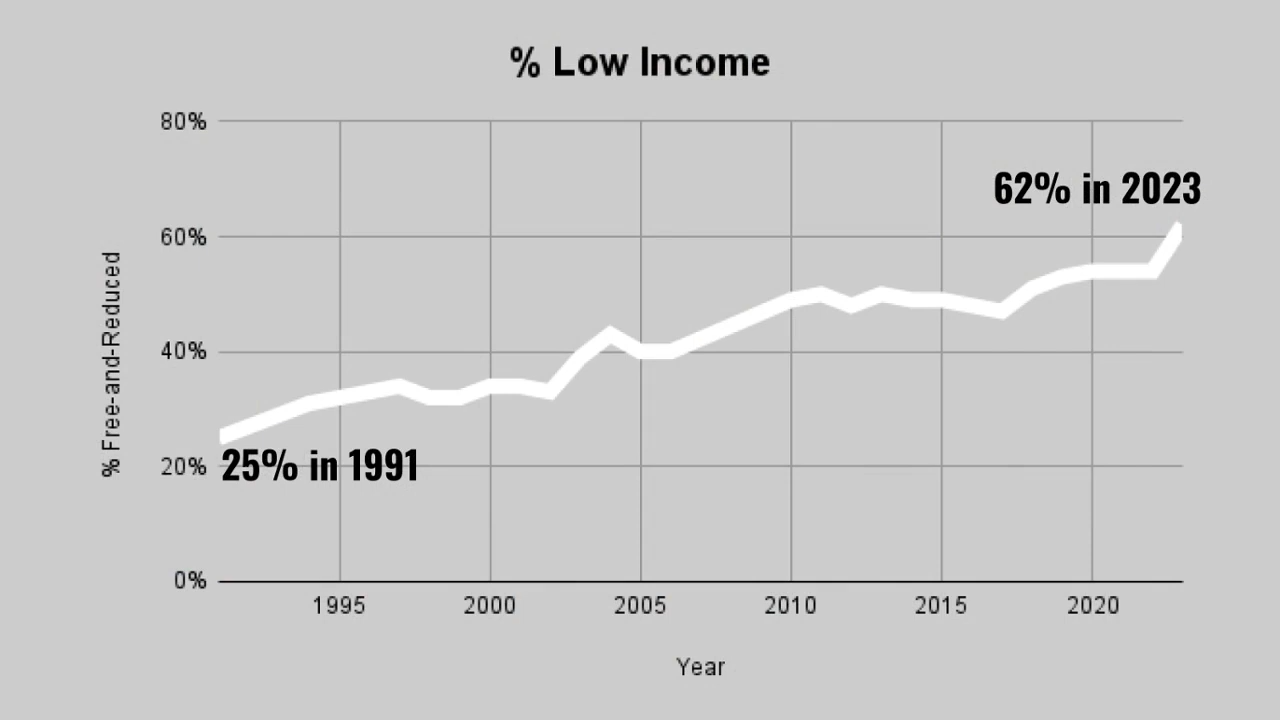 % Low Income
80%
62% in 2023
60%
% Free-and-Reduced
40%
20%
25% in 1991
0%
1995 2000 2005 2010 2015 2020
Year